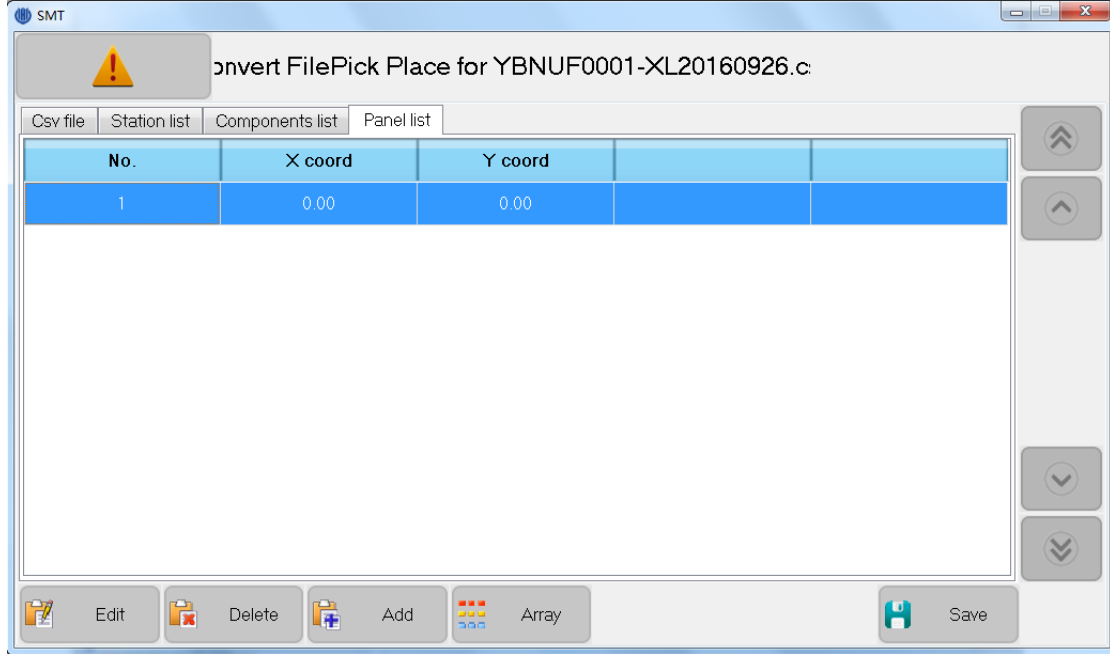 SMT
onvert FilePick Place for YBNUF0001-XL20160926.c
Csv file Station list Components list Panel list
No. X coord Y coord
1 0.00 0.00
Edit Delete Add Array Save